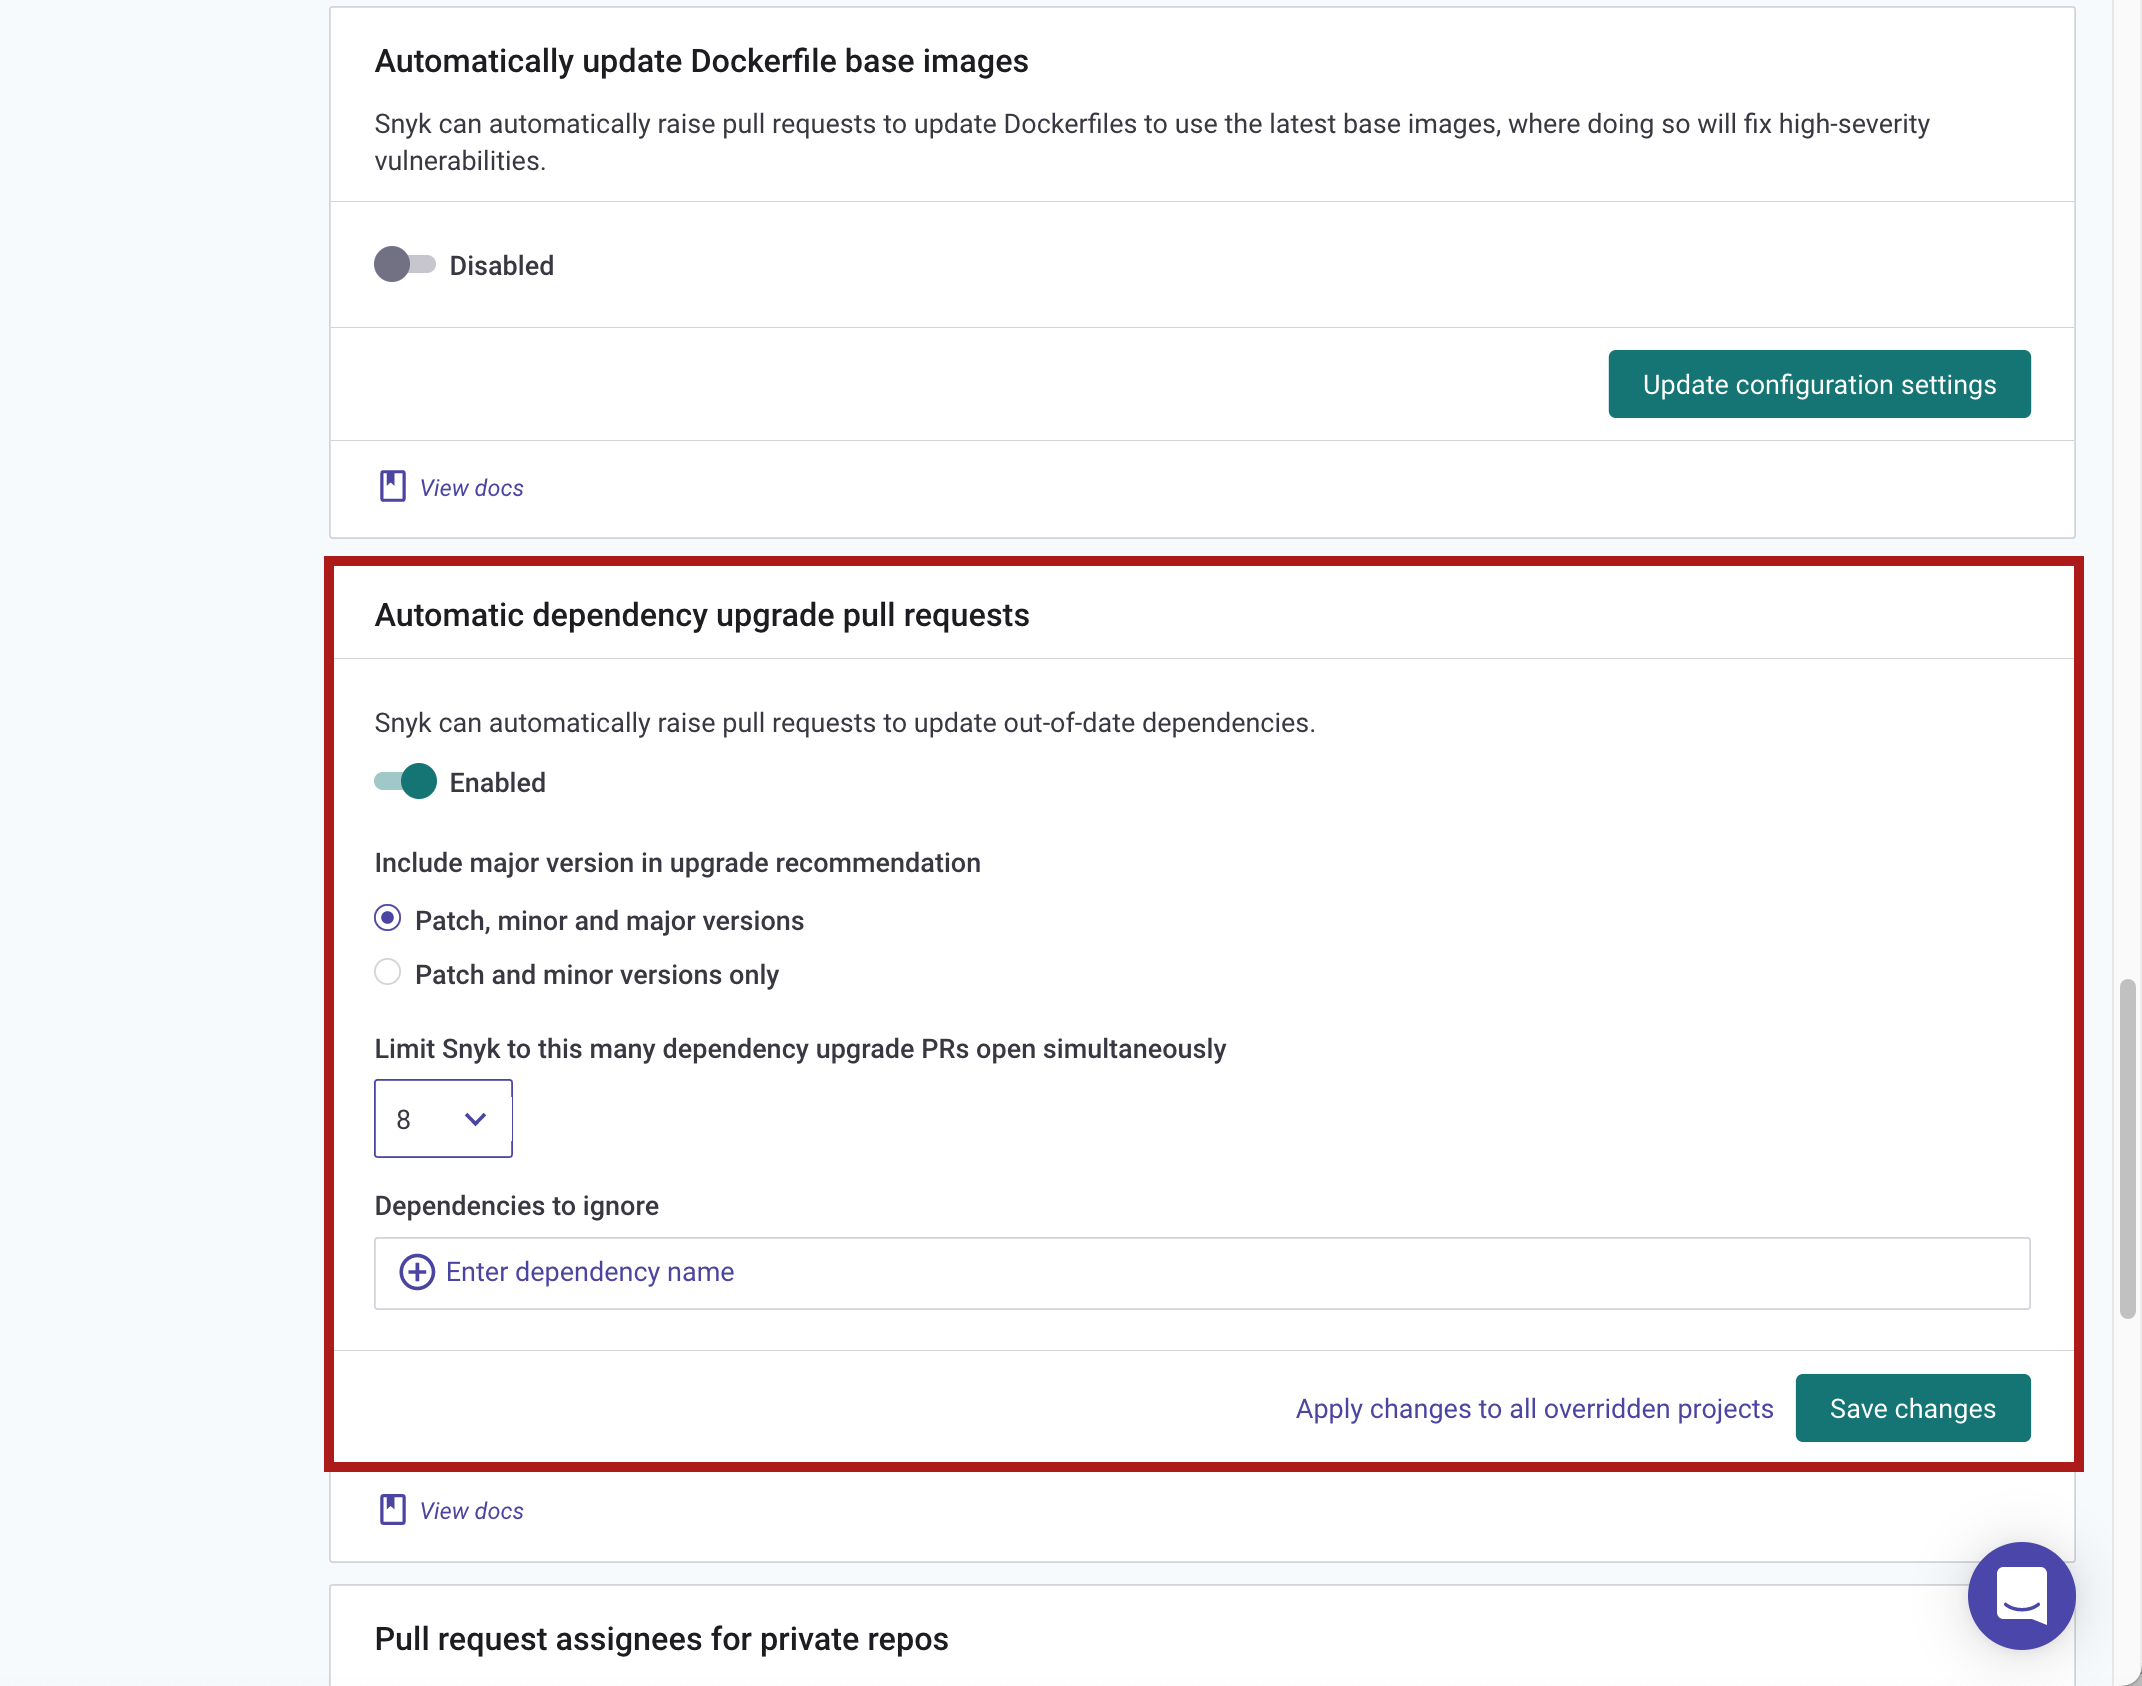 Automatically update Dockerfile base images
Snyk can automatically raise pull requests to update Dockerfiles to use the latest base images, where doing so will fix high-severity
vulnerabilities.
Disabled
Update configuration settings
View docs
Automatic dependency upgrade pull requests
Snyk can automatically raise pull requests to update out-of-date dependencies.
Enabled
Include major version in upgrade recommendation
Patch, minor and major versions
Patch and minor versions only
Limit Snyk to this many dependency upgrade PRs open simultaneously
8
Dependencies to ignore
Enter dependency name
Apply changes to all overridden projects
Save changes
View docs
Pull request assignees for private repos